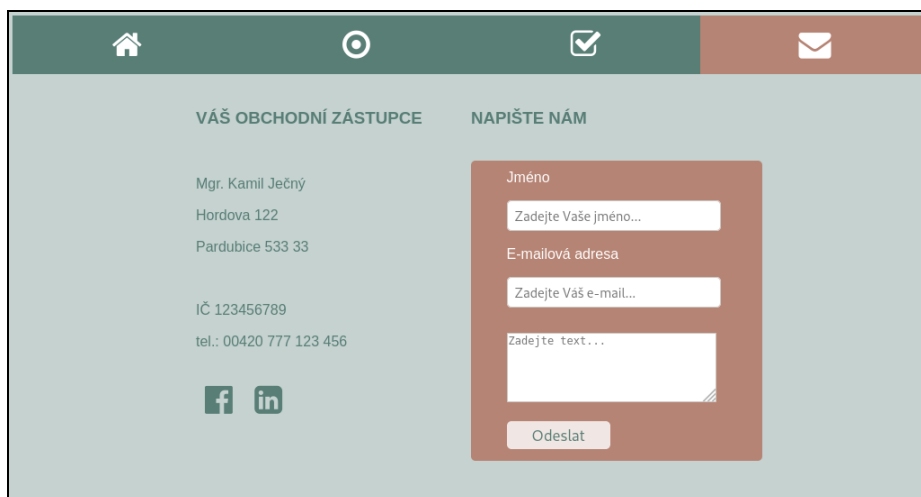 VÁŠ OBCHODNÍ ZÁSTUPCE
Mgr. Kamil Ječný
Hordova 122
Pardubice 533 33
IČ 123456789
tel.: 00420 777 123 456
NAPIŠTE NÁM
Jméno
Zadejte Vaše jméno...
E-mailová adresa
Zadejte Váš e-mail...
Zadejte text...
Odeslat